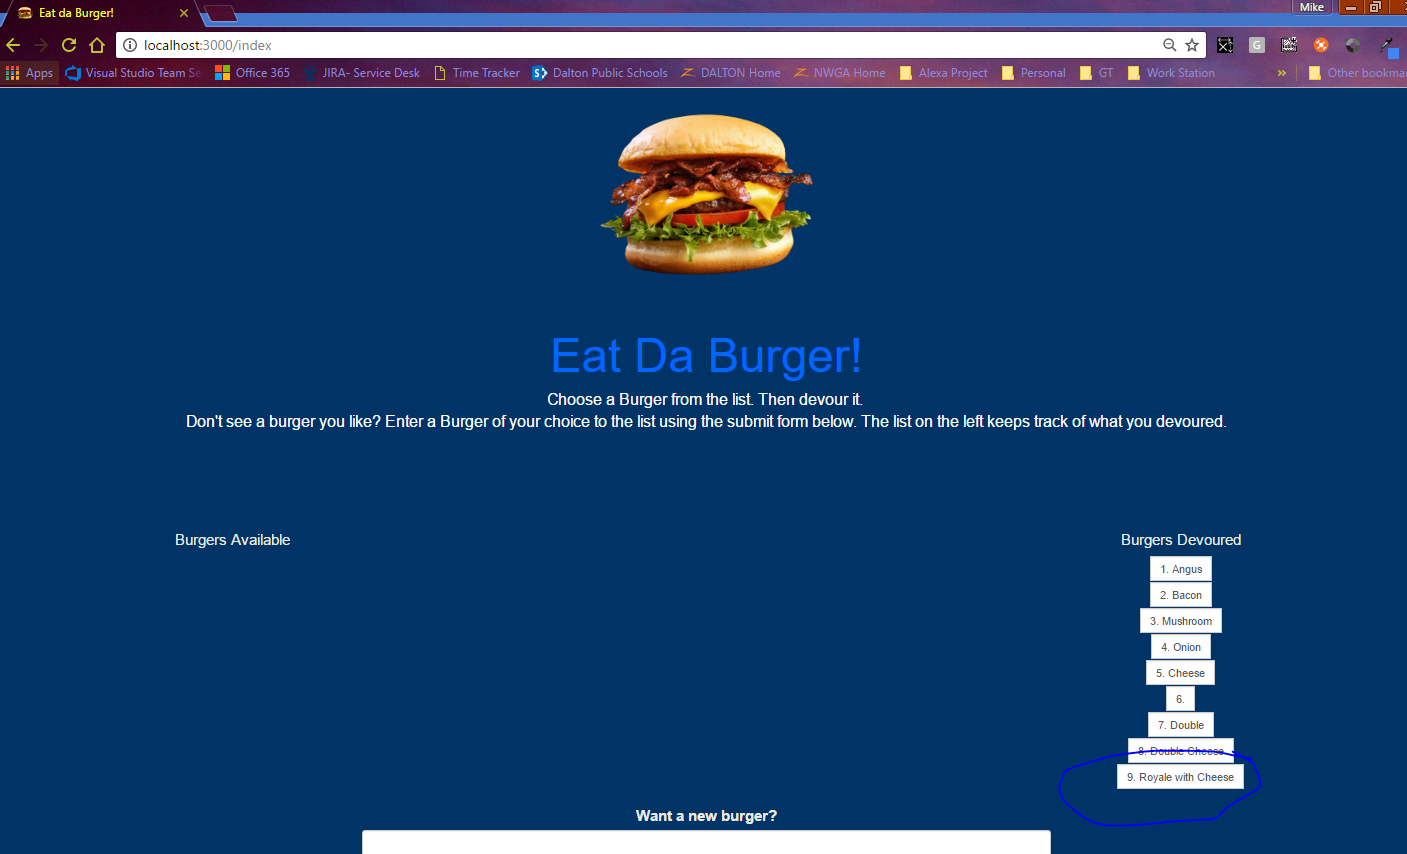 Eat da Burger!
Mike
localhost:3000/index
Apps Visual Studio Team Se Office 365 JIRA- Service Desk Time Tracker Dalton Public Schools DALTON Home NWGA Home Alexa Project Personal GT Work Station » Other bookmar
Eat Da Burger!
Choose a Burger from the list. Then devour it.
Don't see a burger you like? Enter a Burger of your choice to the list using the submit form below. The list on the left keeps track of what you devoured.
Burgers Available
Burgers Devoured
1. Angus
2. Bacon
3. Mushroom
4. Onion
5. Cheese
6.
7. Double
8. Double Cheese
9. Royale with Cheese
Want a new burger?